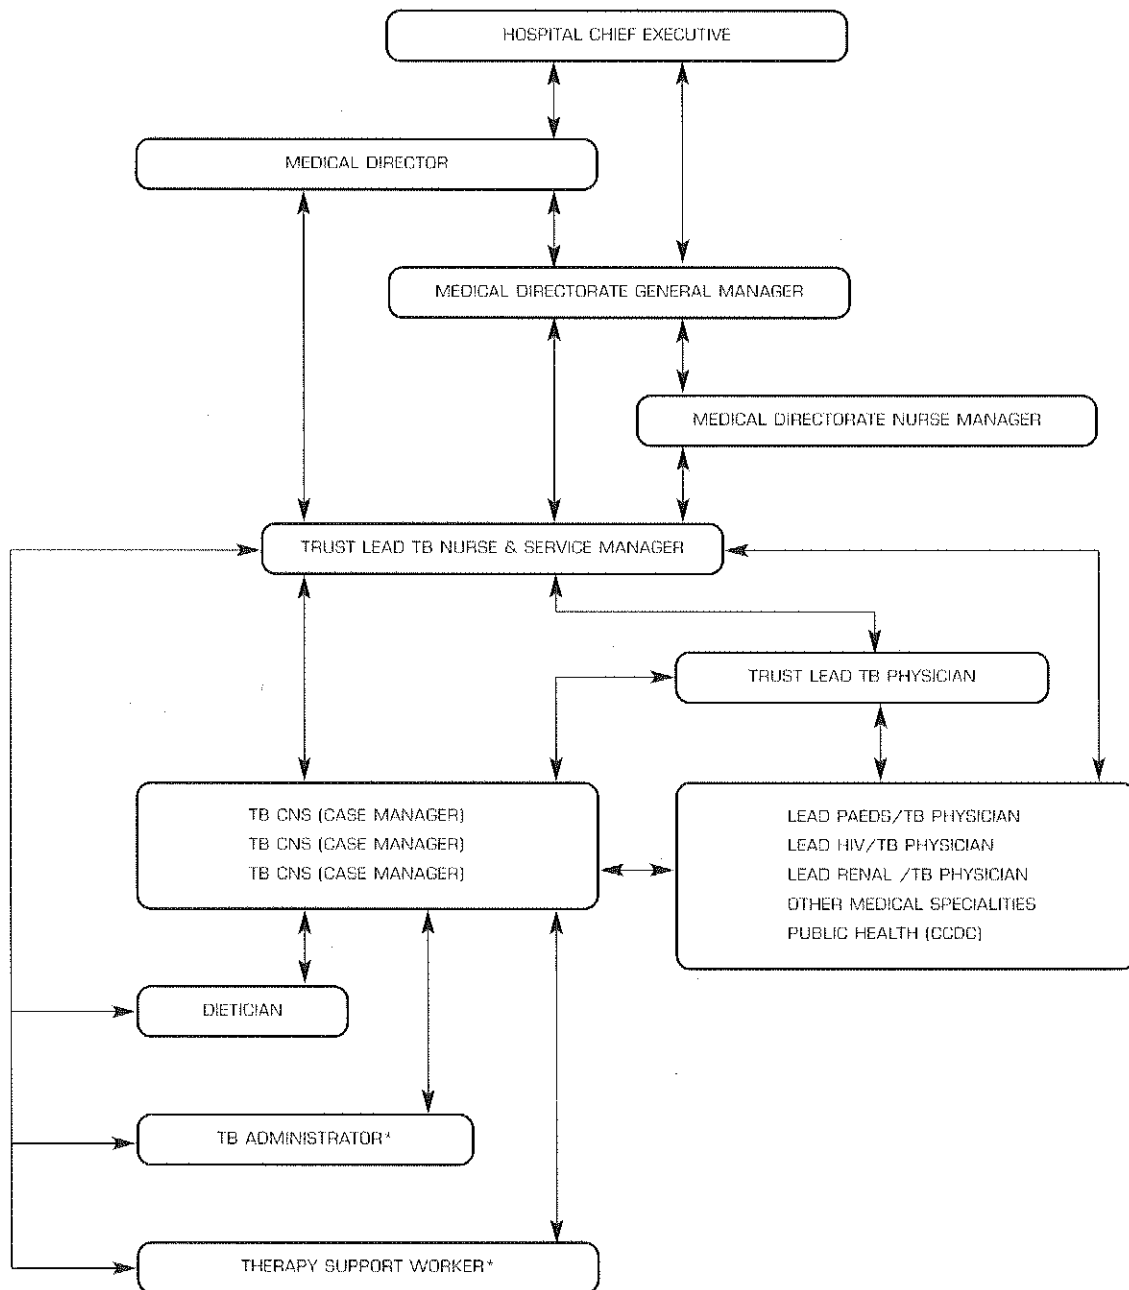 HOSPITAL CHIEF EXECUTIVE
MEDICAL DIRECTOR
MEDICAL DIRECTORATE GENERAL MANAGER
MEDICAL DIRECTORATE NURSE MANAGER
TRUST LEAD TB NURSE & SERVICE MANAGER
TRUST LEAD TB PHYSICIAN
TB CNS (CASE MANAGER)
TB CNS (CASE MANAGER)
TB CNS (CASE MANAGER)
LEAD PAEDS/TB PHYSICIAN
LEAD HIV/TB PHYSICIAN
LEAD RENAL /TB PHYSICIAN
OTHER MEDICAL SPECIALITIES
PUBLIC HEALTH (CCDC)
DIETICIAN
TB ADMINISTRATOR*
THERAPY SUPPORT WORKER*